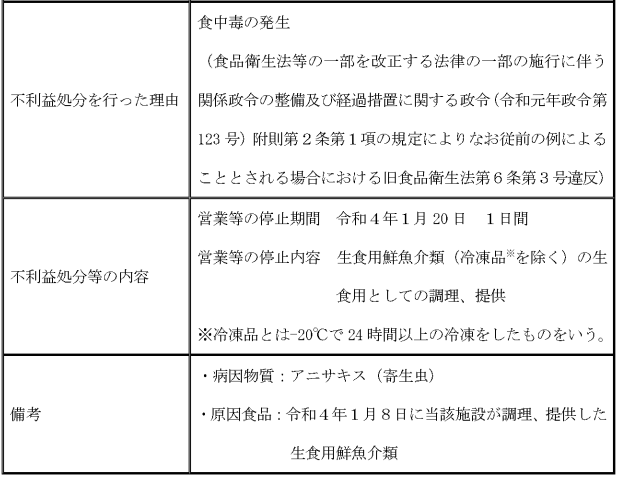 不利益処分を行った理由
食中毒の発生
（食品衛生法等の一部を改正する法律の一部の施行に伴う
関係政令の整備及び経過措置に関する政令（令和元年政令第
123号）附則第２条第１項の規定によりなお従前の例による
こととされる場合における旧食品衛生法第６条第３号違反）
不利益処分等の内容
営業等の停止期間　令和４年１月20日　１日間
営業等の停止内容　生食用鮮魚介類（冷凍品※を除く）の生
食用としての調理、提供
※冷凍品とは-20℃で24時間以上の冷凍をしたものをいう。
備考
・病因物質：アニサキス（寄生虫）
・原因食品：令和４年１月８日に当該施設が調理、提供した
生食用鮮魚介類